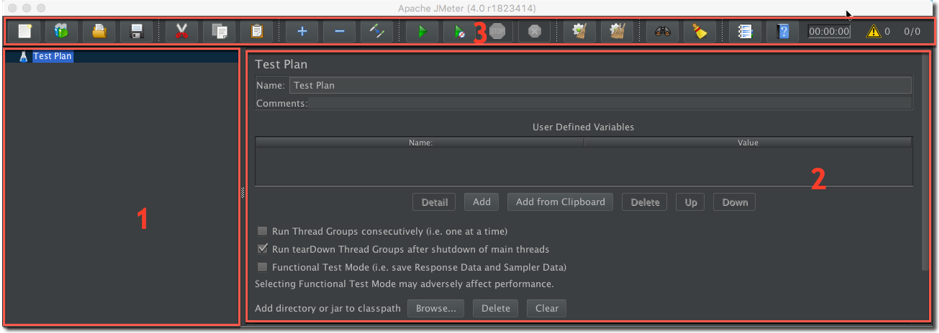 Apache JMeter (4.0 r1823414)
3 00:00:00 0 0/0
Test Plan
Test Plan
Name: Test Plan
Comments:
User Defined Variables
Name: Value
1
2
Detail Add Add from Clipboard Delete Up Down
Run Thread Groups consecutively (i.e. one at a time)
Run tearDown Thread Groups after shutdown of main threads
Functional Test Mode (i.e. save Response Data and Sampler Data)
Selecting Functional Test Mode may adversely affect performance.
Add directory or jar to classpath Browse... Delete Clear